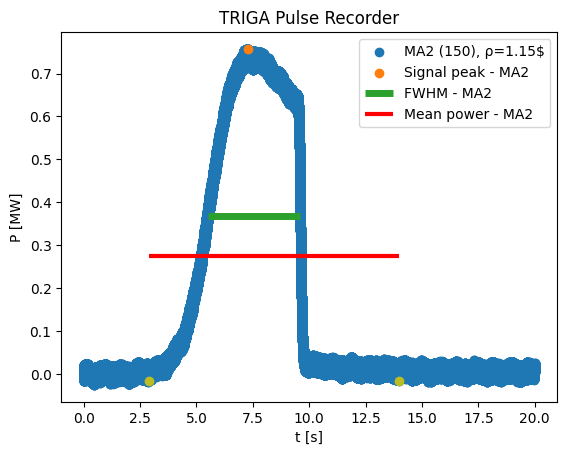 TRIGA Pulse Recorder
MA2 (150), ρ=1.15$
Signal peak - MA2
FWHM - MA2
Mean power - MA2
P [MW]
0.7
0.6
0.5
0.4
0.3
0.2
0.1
0.0
0.0 2.5 5.0 7.5 10.0 12.5 15.0 17.5 20.0
t [s]